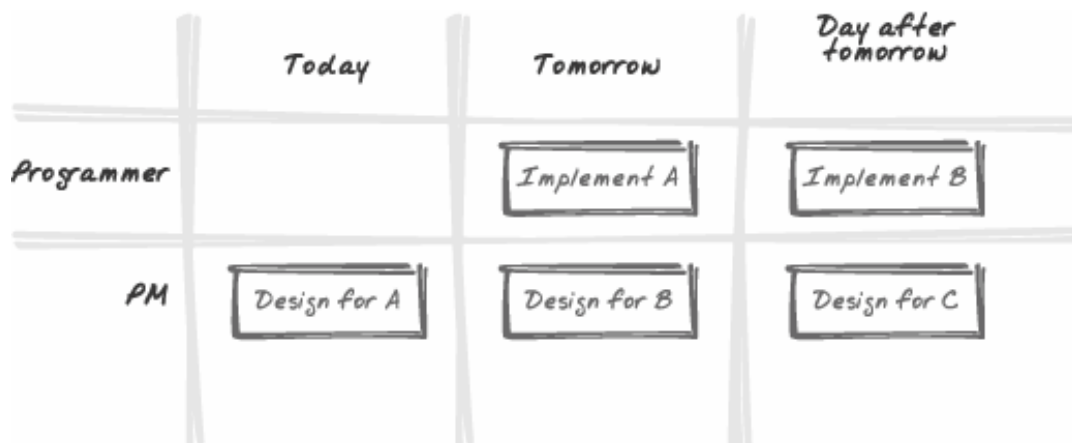 Today
Tomorrow
Day after
tomorrow
Programmer
Implement A
Implement B
PM
Design for A
Design for B
Design for C